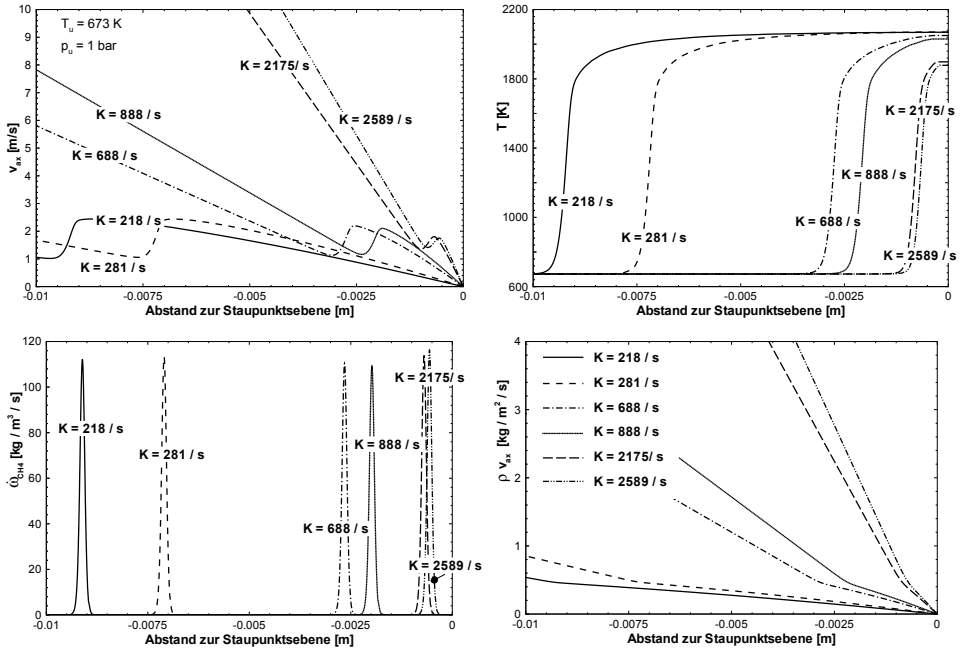 10
9
8
7
6
5
4
3
2
1
0
v_ax [m/s]
T_u = 673 K
p_u = 1 bar
K = 2175/ s
K = 2589 / s
K = 888 / s
K = 688 / s
K = 218 / s
K = 281 / s
-0.01 -0.0075 -0.005 -0.0025 0
Abstand zur Staupunktsebene [m]
2200
1800
1400
1000
600
T [K]
K = 2175/ s
K = 888 / s
K = 218 / s
K = 688 / s
K = 281 / s
K = 2589 / s
-0.01 -0.0075 -0.005 -0.0025 0
Abstand zur Staupunktsebene [m]
120
100
80
60
40
20
0
ω̇_CH4 [kg / m³ / s]
K = 2175/ s
K = 218 / s
K = 888 / s
K = 281 / s
K = 688 / s
K = 2589 / s
-0.01 -0.0075 -0.005 -0.0025 0
Abstand zur Staupunktsebene [m]
4
3
2
1
0
ρ v_ax [kg / m² / s]
K = 218 / s
K = 281 / s
K = 688 / s
K = 888 / s
K = 2175/ s
K = 2589 / s
-0.01 -0.0075 -0.005 -0.0025 0
Abstand zur Staupunktsebene [m]